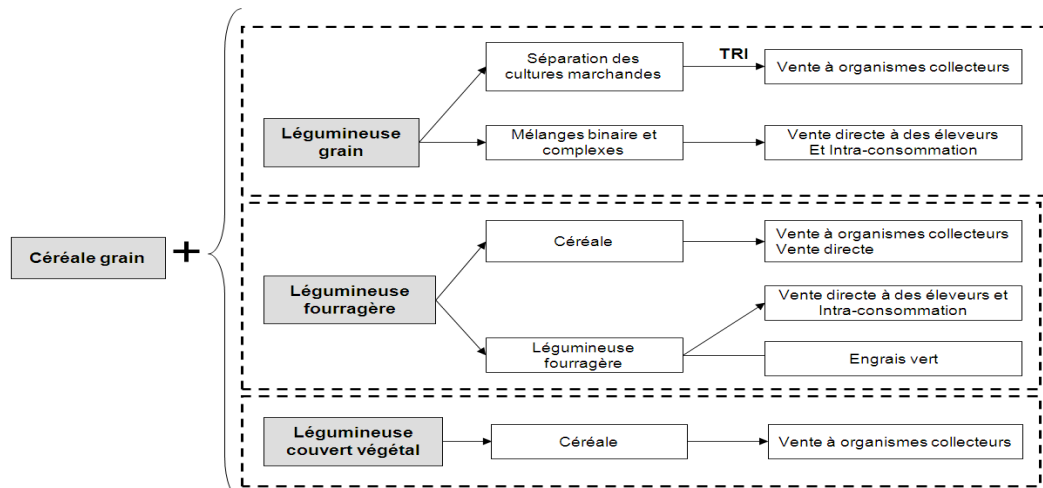 Céréale grain
+
Légumineuse
grain
Séparation des
cultures marchandes
TRI
Vente à organismes collecteurs
Mélanges binaire et
complexes
Vente directe à des éleveurs
Et Intra-consommation
Légumineuse
fourragère
Céréale
Vente à organismes collecteurs
Vente directe
Légumineuse
fourragère
Vente directe à des éleveurs et
Intra-consommation
Engrais vert
Légumineuse
couvert végétal
Céréale
Vente à organismes collecteurs